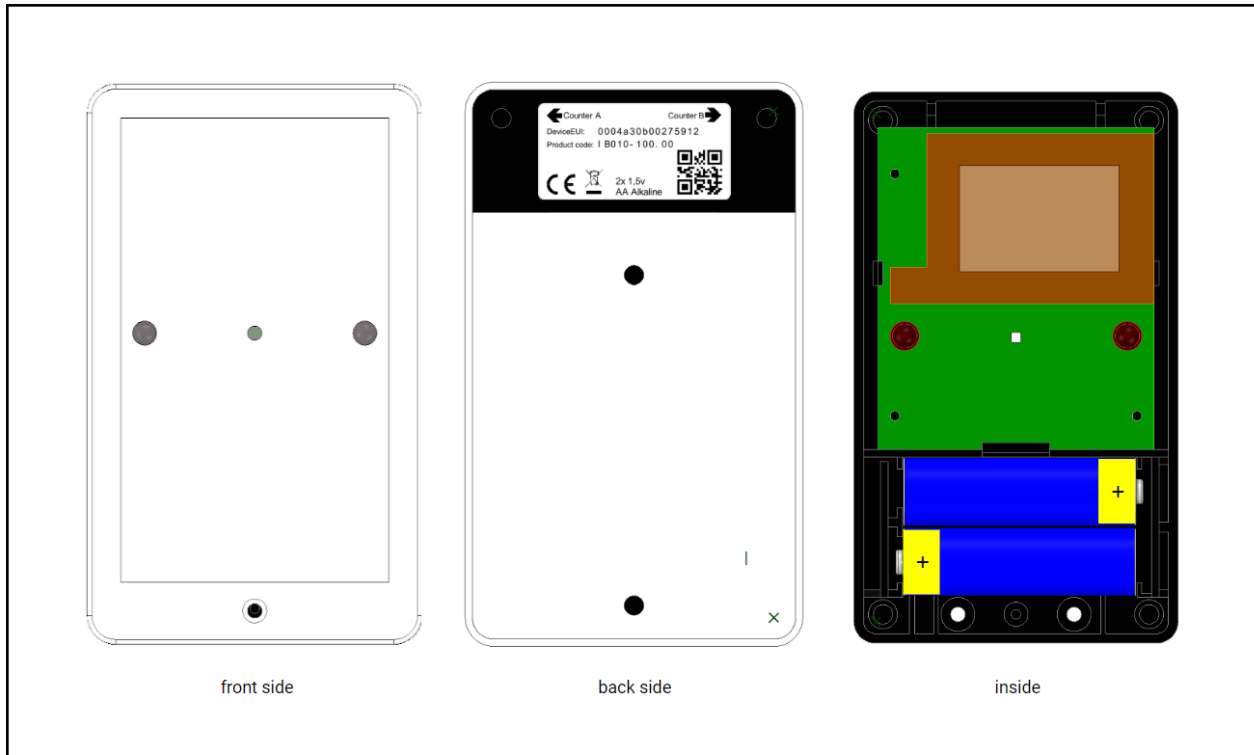 Counter A Counter B
DeviceEUI: 0004a30b00275912
Product code: I B010- 100. 00
CE
2x 1,5v
AA Alkaline
+
+
front side back side inside